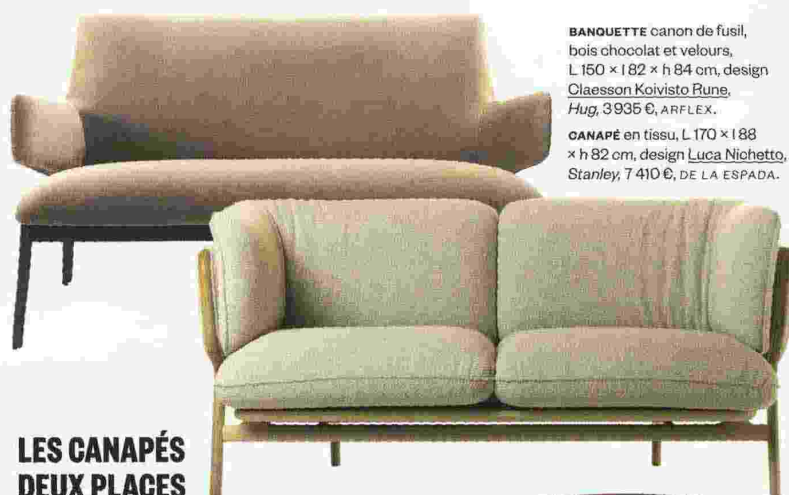 BANQUETTE canon de fusil,
bois chocolat et velours,
L 150 × l 82 × h 84 cm, design
Claesson Koivisto Rune,
Hug, 3 935 €, ARFLEX.
CANAPÉ en tissu, L 170 × l 88
× h 82 cm, design Luca Nichetto,
Stanley, 7 410 €, DE LA ESPADA.
LES CANAPÉS
DEUX PLACES